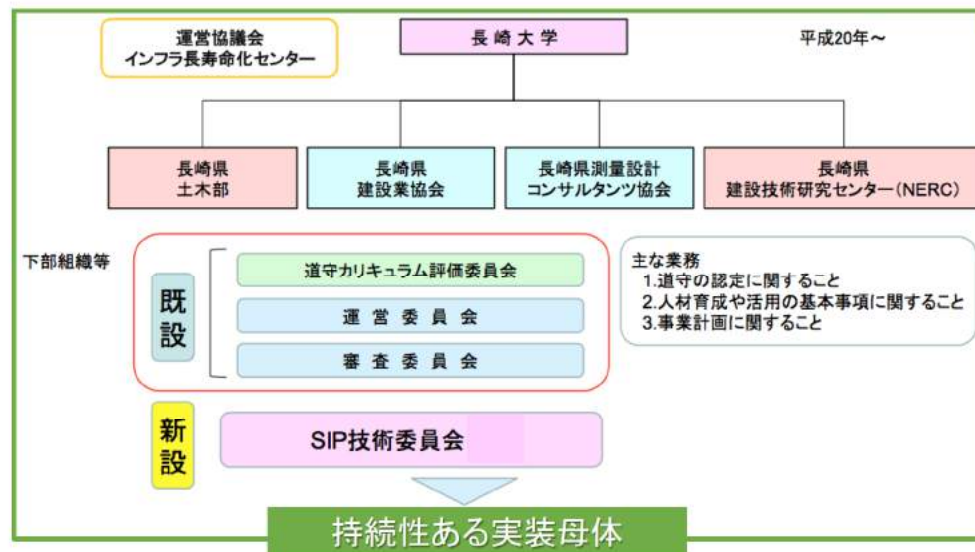 運営協議会
インフラ長寿命化センター
長崎大学
平成20年～
長崎県
土木部
長崎県
建設業協会
長崎県測量設計
コンサルタンツ協会
長崎県
建設技術研究センター（NERC）
下部組織等
既設
道守カリキュラム評価委員会
運営委員会
審査委員会
主な業務
1.道守の認定に関すること
2.人材育成や活用の基本事項に関すること
3.事業計画に関すること
新設
SIP技術委員会
持続性ある実装母体